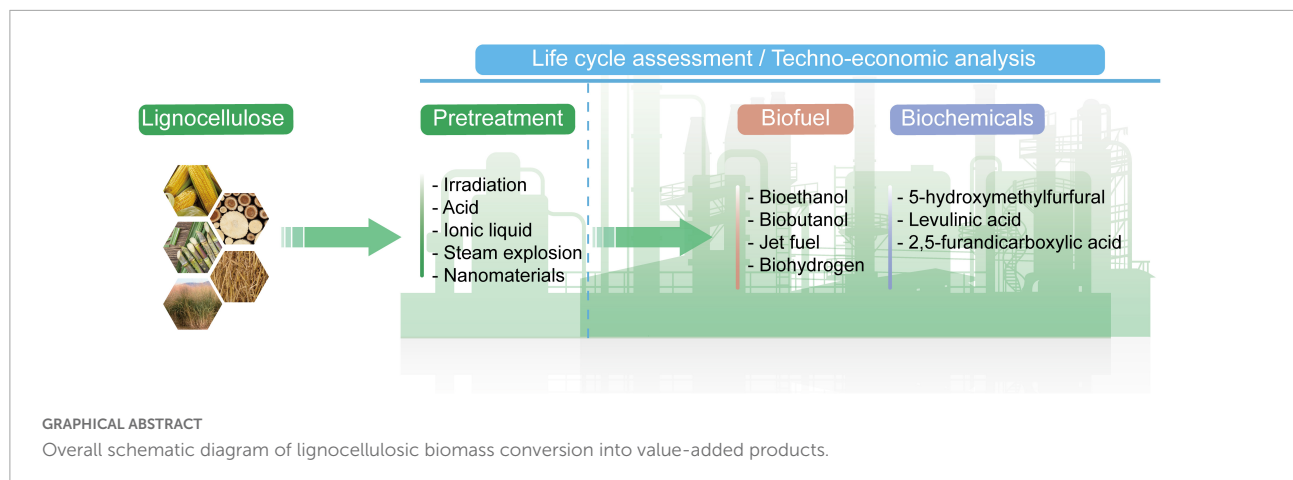 Life cycle assessment / Techno-economic analysis
Lignocellulose
Pretreatment
- Irradiation
- Acid
- Ionic liquid
- Steam explosion
- Nanomaterials
Biofuel
- Bioethanol
- Biobutanol
- Jet fuel
- Biohydrogen
Biochemicals
- 5-hydroxymethylfurfural
- Levulinic acid
- 2,5-furandicarboxylic acid
GRAPHICAL ABSTRACT
Overall schematic diagram of lignocellulosic biomass conversion into value-added products.